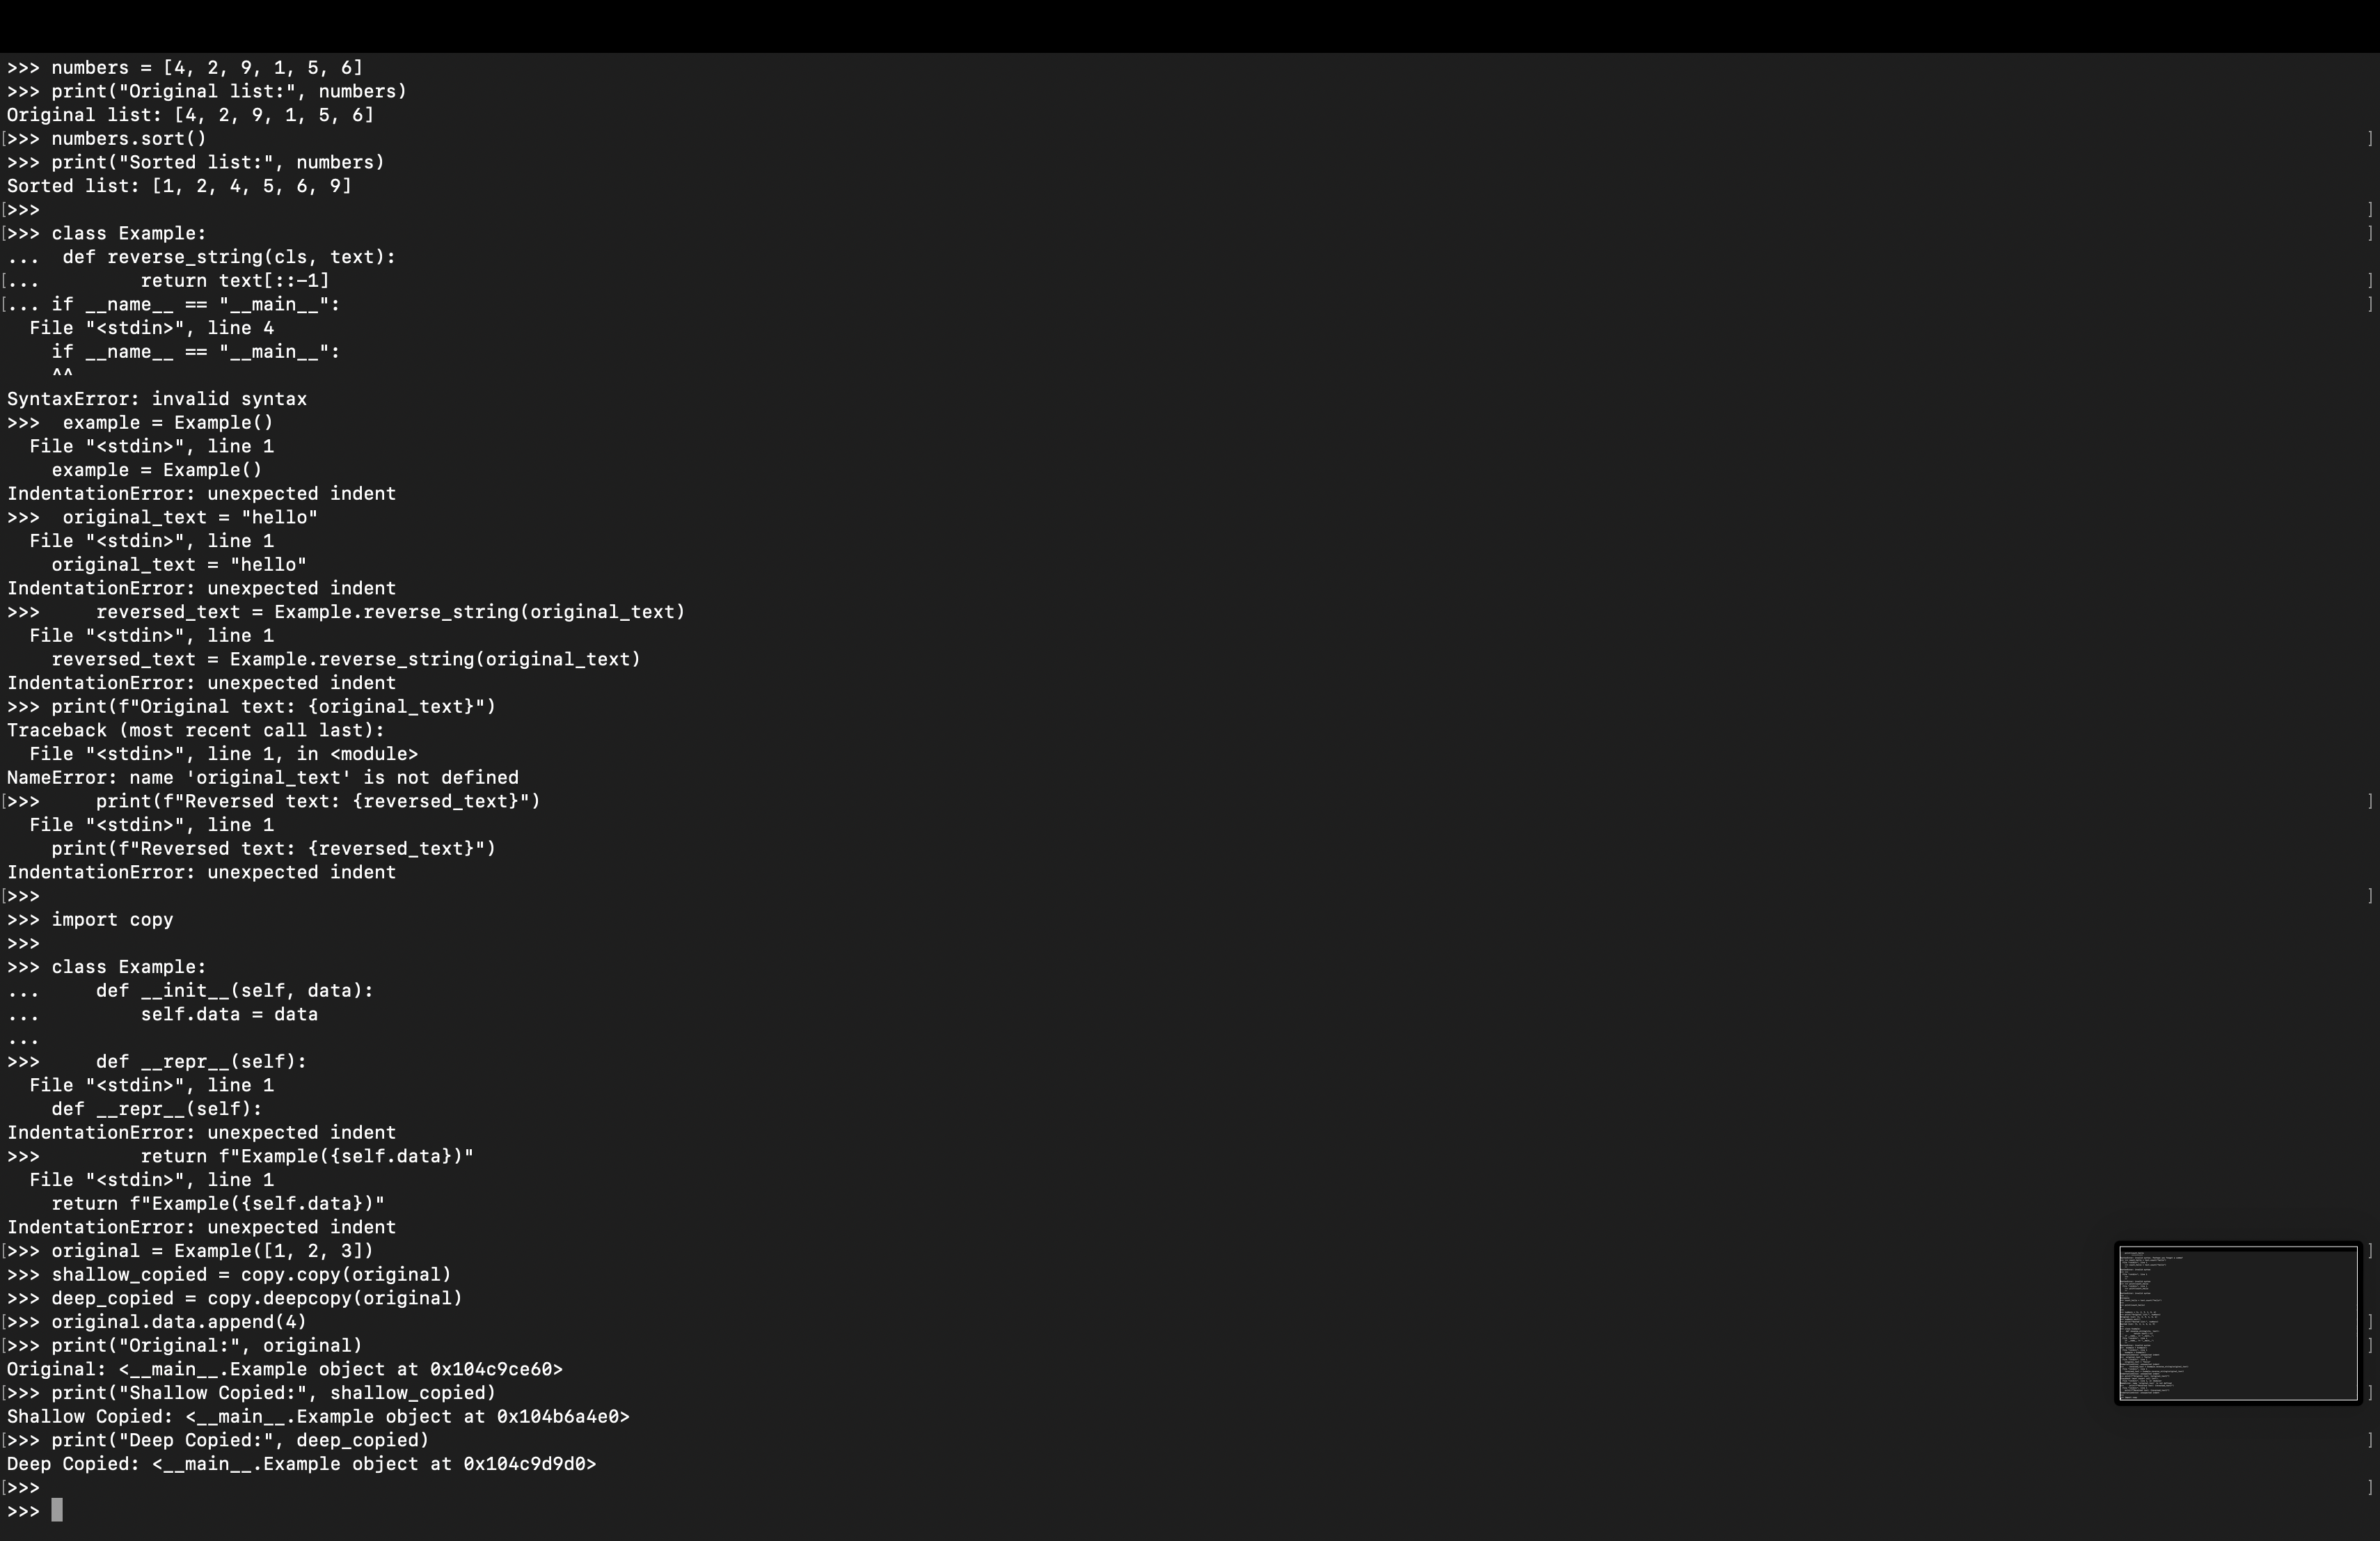 >>> numbers = [4, 2, 9, 1, 5, 6]
>>> print("Original list:", numbers)
Original list: [4, 2, 9, 1, 5, 6]
[>>> numbers.sort() ]
>>> print("Sorted list:", numbers)
Sorted list: [1, 2, 4, 5, 6, 9]
[>>> ]
[>>> class Example: ]
...  def reverse_string(cls, text):
[...         return text[::-1] ]
[... if __name__ == "__main__": ]
  File "<stdin>", line 4
    if __name__ == "__main__":
    ^^
SyntaxError: invalid syntax
>>>  example = Example()
  File "<stdin>", line 1
    example = Example()
IndentationError: unexpected indent
>>>  original_text = "hello"
  File "<stdin>", line 1
    original_text = "hello"
IndentationError: unexpected indent
>>>     reversed_text = Example.reverse_string(original_text)
  File "<stdin>", line 1
    reversed_text = Example.reverse_string(original_text)
IndentationError: unexpected indent
>>> print(f"Original text: {original_text}")
Traceback (most recent call last):
  File "<stdin>", line 1, in <module>
NameError: name 'original_text' is not defined
[>>>     print(f"Reversed text: {reversed_text}") ]
  File "<stdin>", line 1
    print(f"Reversed text: {reversed_text}")
IndentationError: unexpected indent
[>>> ]
>>> import copy
>>>
>>> class Example:
...     def __init__(self, data):
...         self.data = data
...
>>>     def __repr__(self):
  File "<stdin>", line 1
    def __repr__(self):
IndentationError: unexpected indent
>>>         return f"Example({self.data})"
  File "<stdin>", line 1
    return f"Example({self.data})"
IndentationError: unexpected indent
[>>> original = Example([1, 2, 3]) ]
>>> shallow_copied = copy.copy(original)
>>> deep_copied = copy.deepcopy(original)
[>>> original.data.append(4) ]
[>>> print("Original:", original) ]
Original: <__main__.Example object at 0x104c9ce60>
[>>> print("Shallow Copied:", shallow_copied) ]
Shallow Copied: <__main__.Example object at 0x104b6a4e0>
[>>> print("Deep Copied:", deep_copied) ]
Deep Copied: <__main__.Example object at 0x104c9d9d0>
[>>> ]
>>>